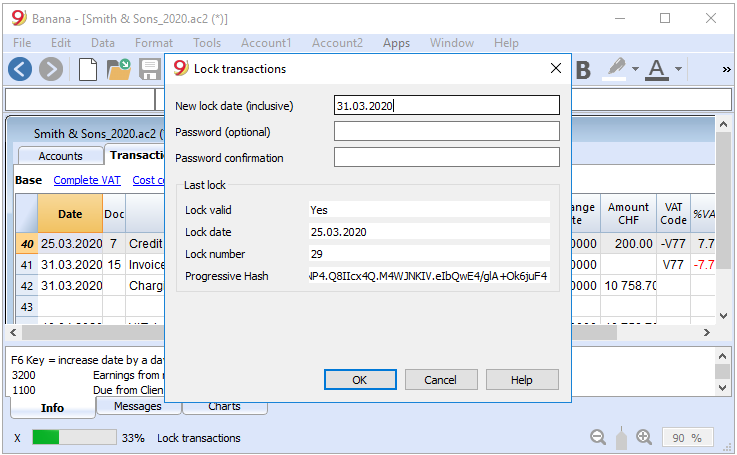 Banana - [Smith & Sons_2020.ac2 (*)]
File Edit Data Format Tools Account1 Account2 Apps Window Help
B A »
Lock transactions
New lock date (inclusive) 31.03.2020
Password (optional)
Password confirmation
Last lock
Lock valid Yes
Lock date 25.03.2020
Lock number 29
Progressive Hash P4.Q8IIcx4Q.M4WJNKIV.eIbQwE4/glA+Ok6juF4
OK Cancel Help
Smith & Sons_2020.ac2 (
Accounts Transactio
Base Complete VAT Cost c
Date Doc ange te Amount CHF VAT Code %VA
40 25.03.2020 7 Credit 0000 200.00 -V77 7.7
41 31.03.2020 15 Invoice 0000 V77 -7.7
42 31.03.2020 Charg 0000 10 758.70
43
F6 Key = increase date by a da
3200 Earnings from
1100 Due from Clien
Info Messages Charts
X 33% Lock transactions 90 %